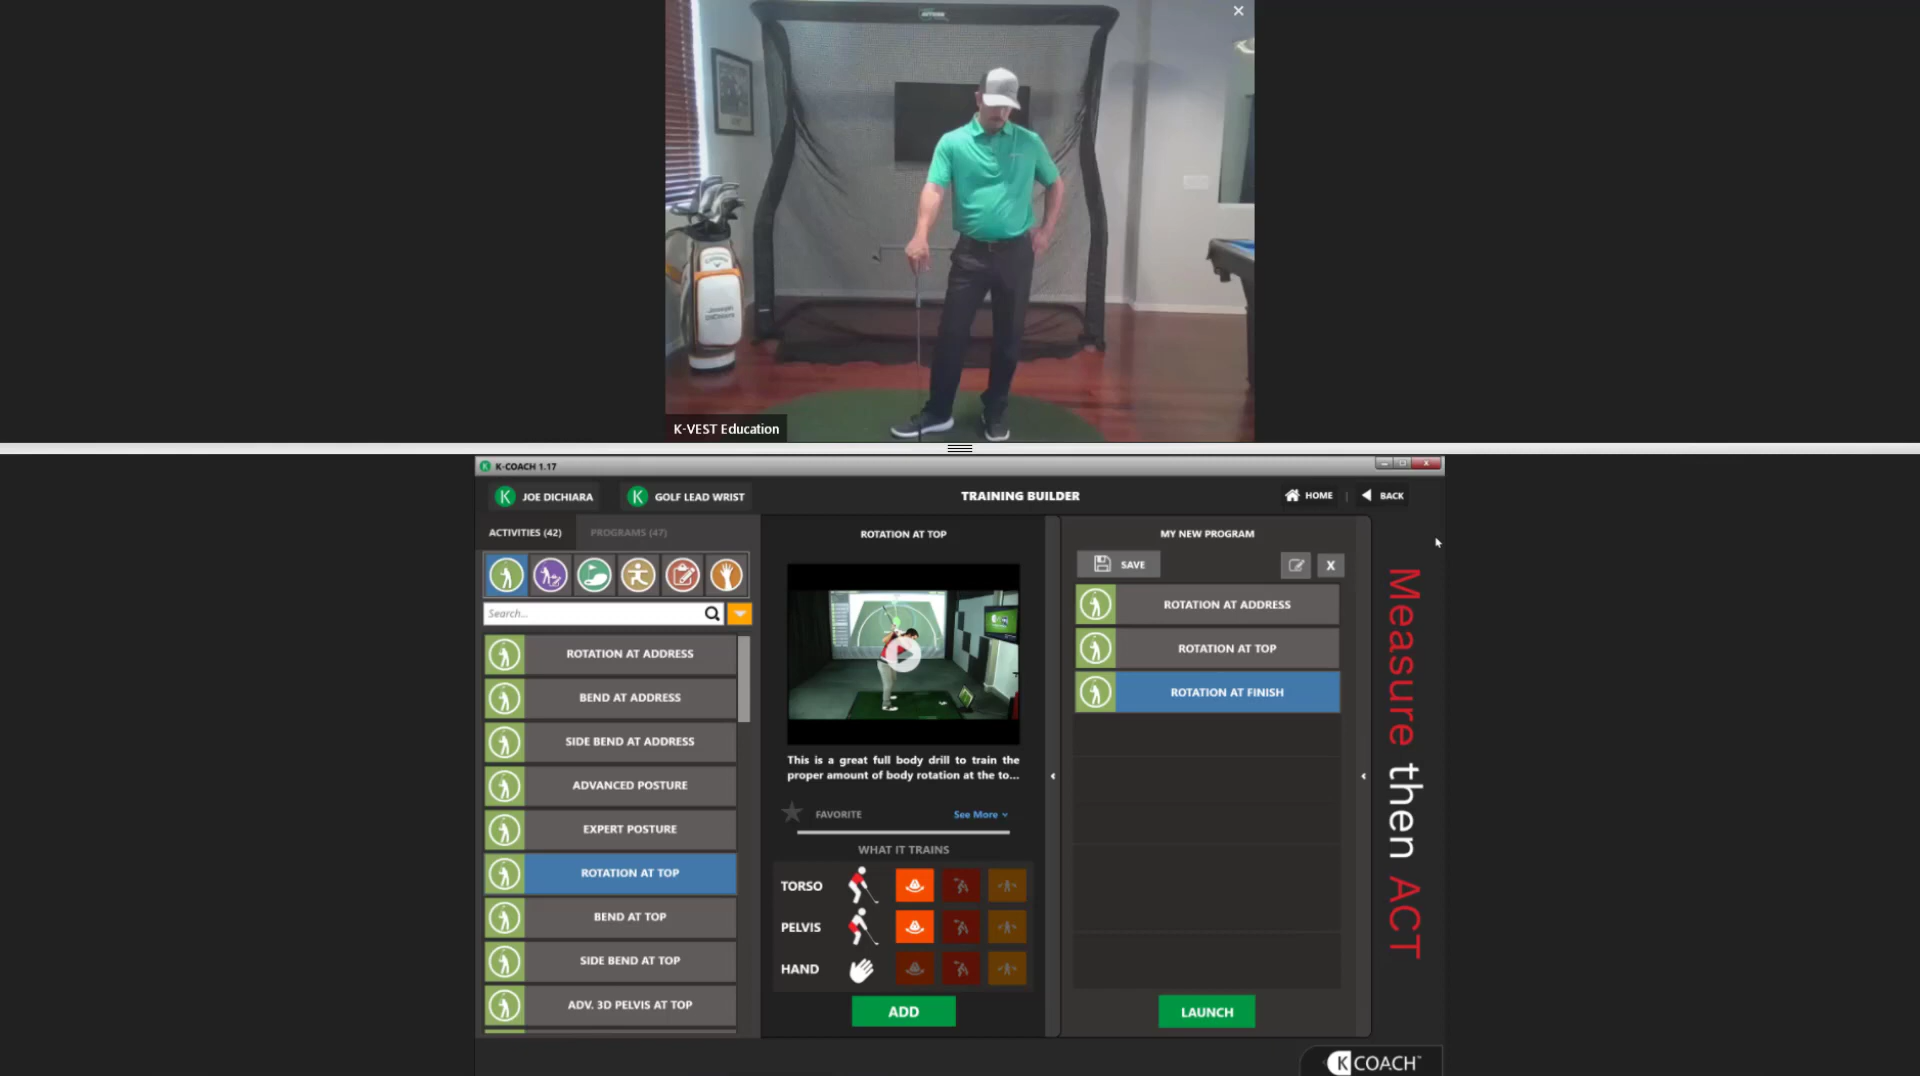 K-VEST Education
K-COACH 1.17
JOE DICHIARA
GOLF LEAD WRIST
TRAINING BUILDER
HOME
BACK
ACTIVITIES (42)
PROGRAMS (47)
Search...
ROTATION AT ADDRESS
BEND AT ADDRESS
SIDE BEND AT ADDRESS
ADVANCED POSTURE
EXPERT POSTURE
ROTATION AT TOP
BEND AT TOP
SIDE BEND AT TOP
ADV. 3D PELVIS AT TOP
ROTATION AT TOP
This is a great full body drill to train the
proper amount of body rotation at the to...
FAVORITE
See More
WHAT IT TRAINS
TORSO
PELVIS
HAND
ADD
MY NEW PROGRAM
SAVE
X
ROTATION AT ADDRESS
ROTATION AT TOP
ROTATION AT FINISH
LAUNCH
Measure then ACT
K COACH™